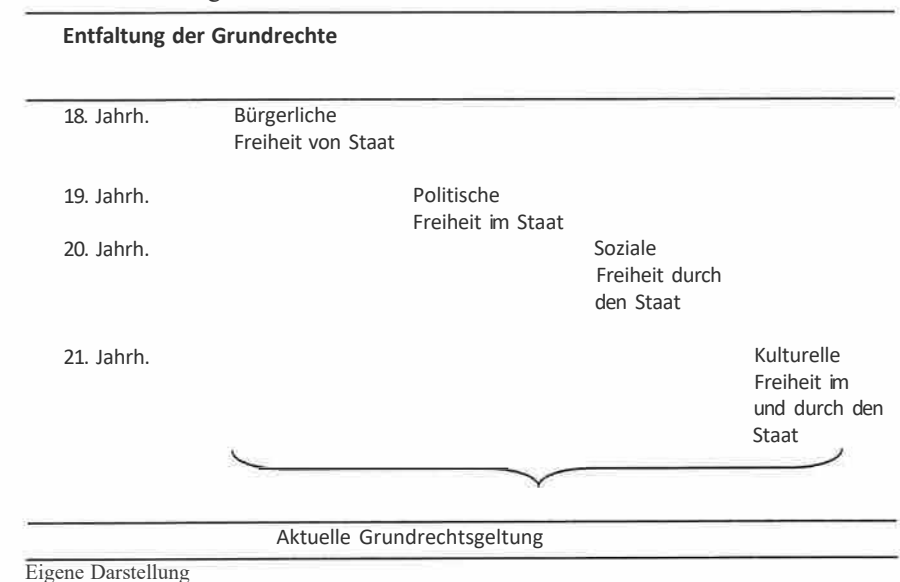 Entfaltung der Grundrechte
18. Jahrh. Bürgerliche
Freiheit von Staat
19. Jahrh. Politische
Freiheit im Staat
20. Jahrh. Soziale
Freiheit durch
den Staat
21. Jahrh. Kulturelle
Freiheit im
und durch den
Staat
Aktuelle Grundrechtsgeltung
Eigene Darstellung